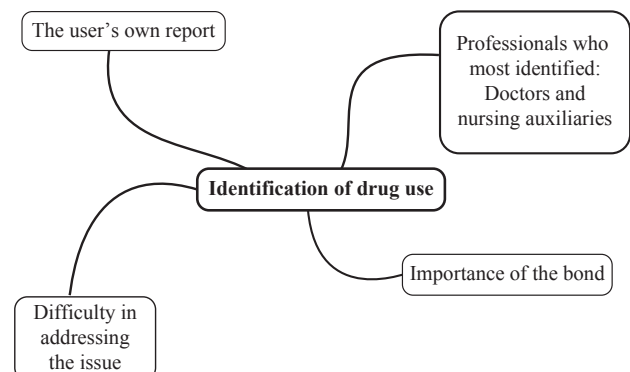 The user’s own report
Professionals who
most identified:
Doctors and
nursing auxiliaries
Identification of drug use
Importance of the bond
Difficulty in
addressing
the issue